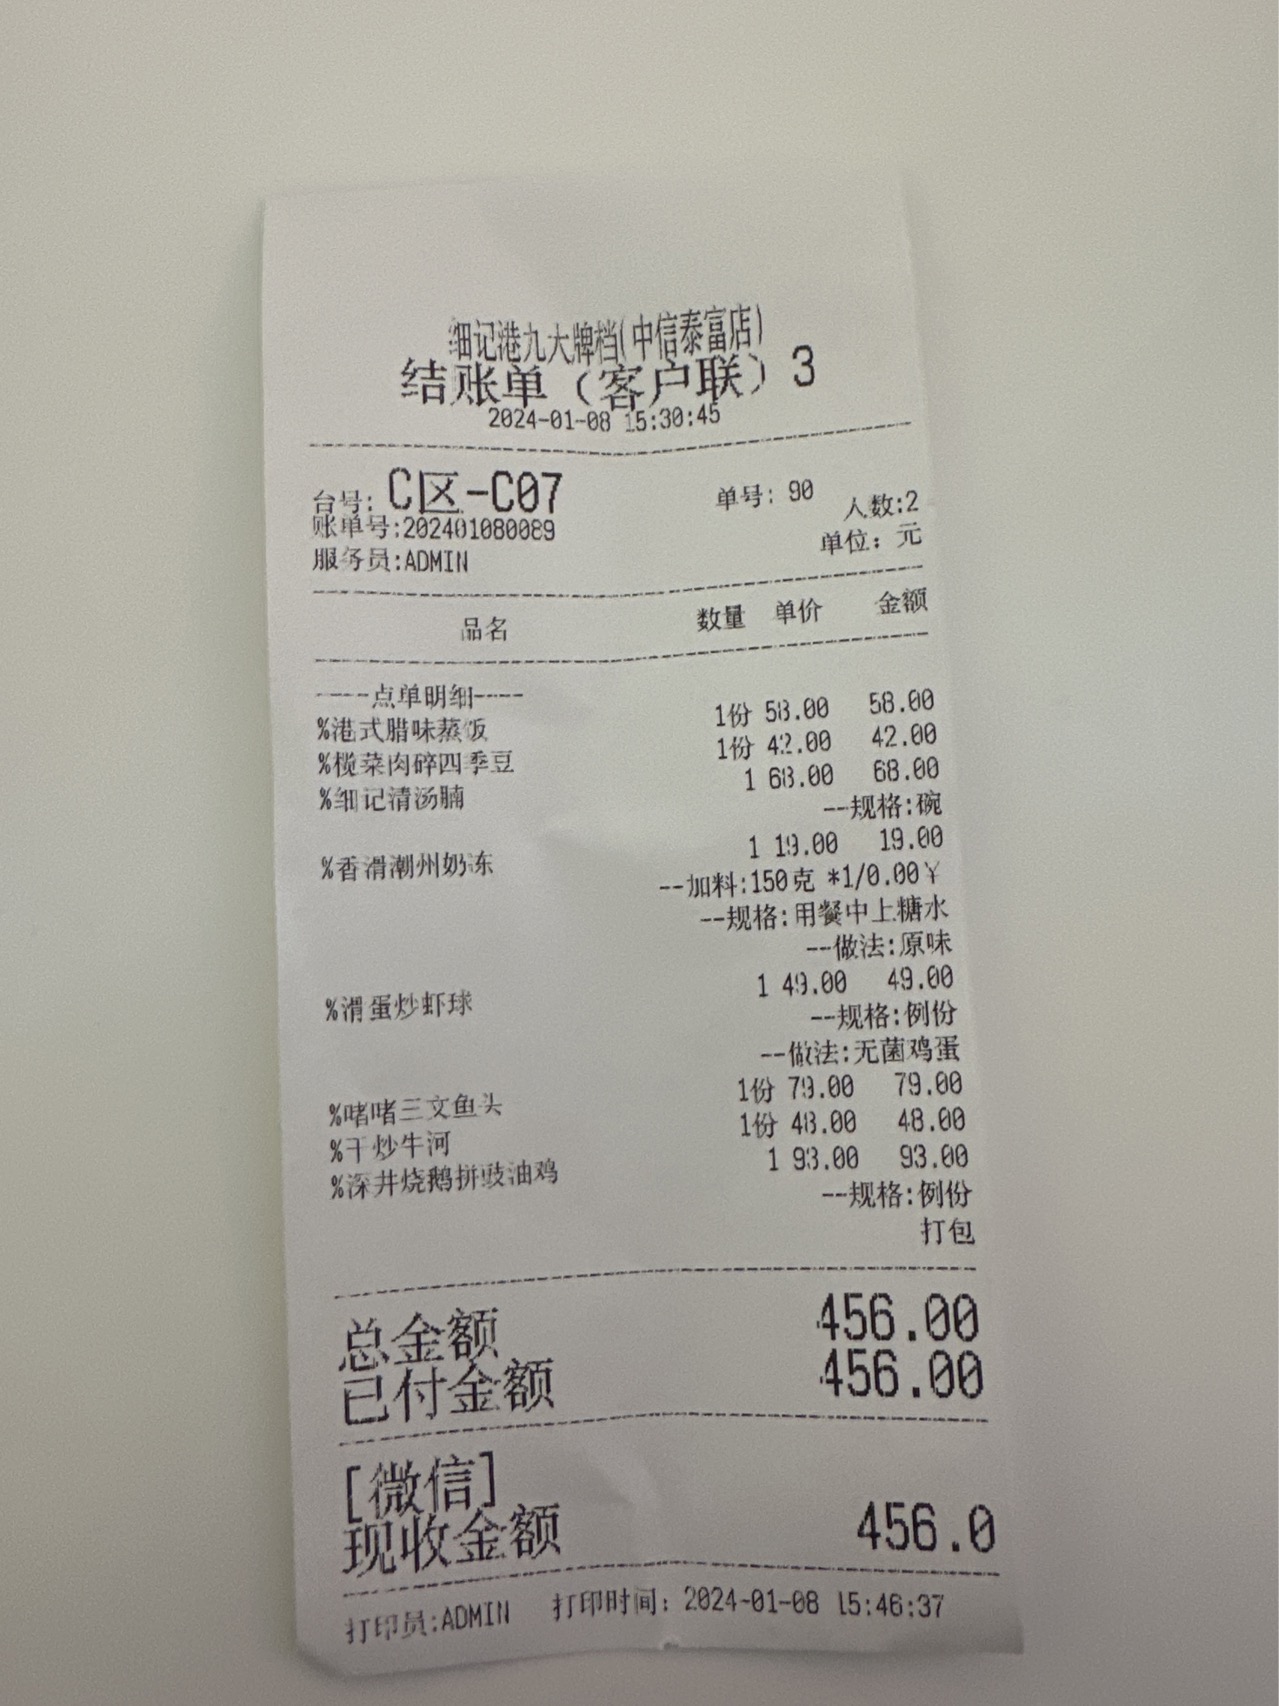 细记港九大牌档(中信泰富店)
结账单（客户联）3
2024-01-08 15:30:45
台号: C区-C07 单号: 90 人数:2
账单号:202401080089 单位：元
服务员:ADMIN
品名 数量 单价 金额
----点单明细----
%港式腊味蒸饭 1份 58.00 58.00
%榄菜肉碎四季豆 1份 42.00 42.00
%细记清汤腩 1 68.00 68.00
--规格:碗
%香滑潮州奶冻 1 19.00 19.00
--加料:150克 *1/0.00￥
--规格:用餐中上糖水
--做法:原味
%滑蛋炒虾球 1 49.00 49.00
--规格:例份
--做法:无菌鸡蛋
%啫啫三文鱼头 1份 79.00 79.00
%干炒牛河 1份 48.00 48.00
%深井烧鹅拼豉油鸡 1 93.00 93.00
--规格:例份
打包
总金额 456.00
已付金额 456.00
[微信]
现收金额 456.0
打印员:ADMIN 打印时间: 2024-01-08 15:46:37